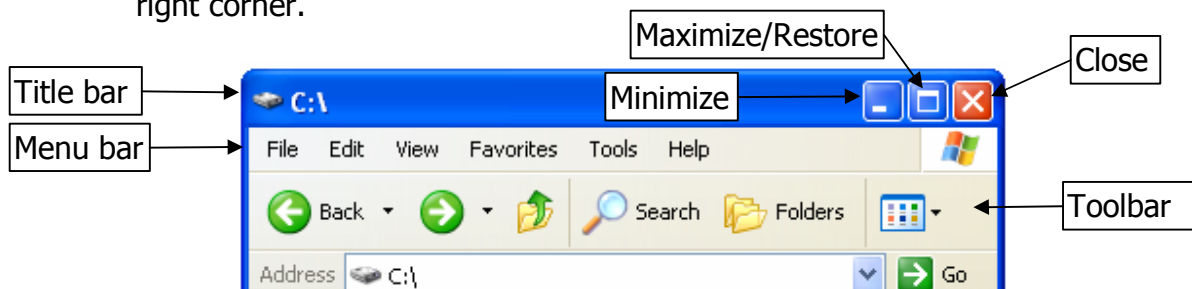 right corner.
Maximize/Restore
Close
Title bar
C:\
Minimize
Menu bar
File Edit View Favorites Tools Help
Back Search Folders
Toolbar
Address C:\ Go